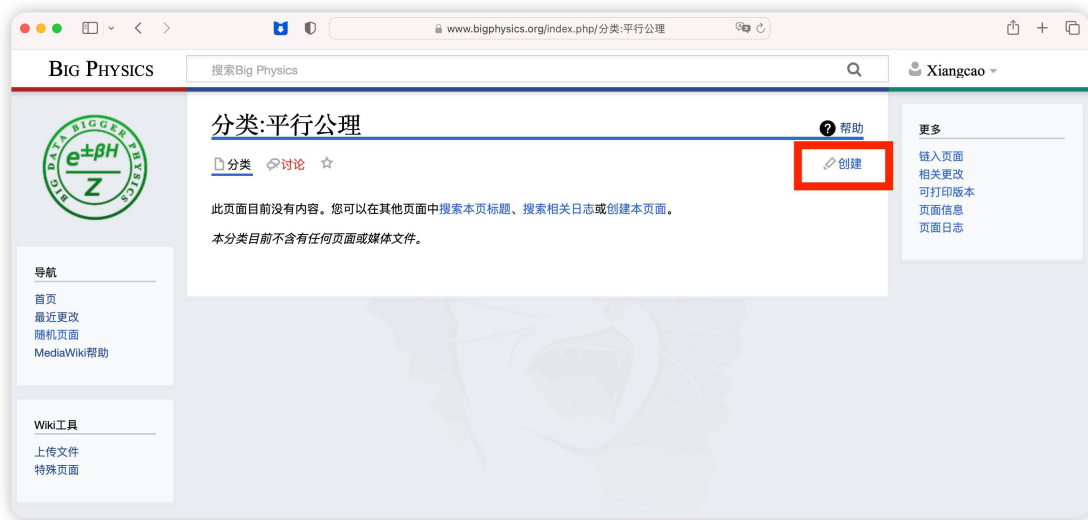 www.bigphysics.org/index.php/分类:平行公理
BIG PHYSICS
搜索Big Physics
Xiangcao
BIG DATA BIGGER PHYSICS
e±βH
Z
分类:平行公理
帮助
分类
讨论
创建
此页面目前没有内容。您可以在其他页面中搜索本页标题、搜索相关日志或创建本页面。
本分类目前不含有任何页面或媒体文件。
更多
链入页面
相关更改
可打印版本
页面信息
页面日志
导航
首页
最近更改
随机页面
MediaWiki帮助
Wiki工具
上传文件
特殊页面